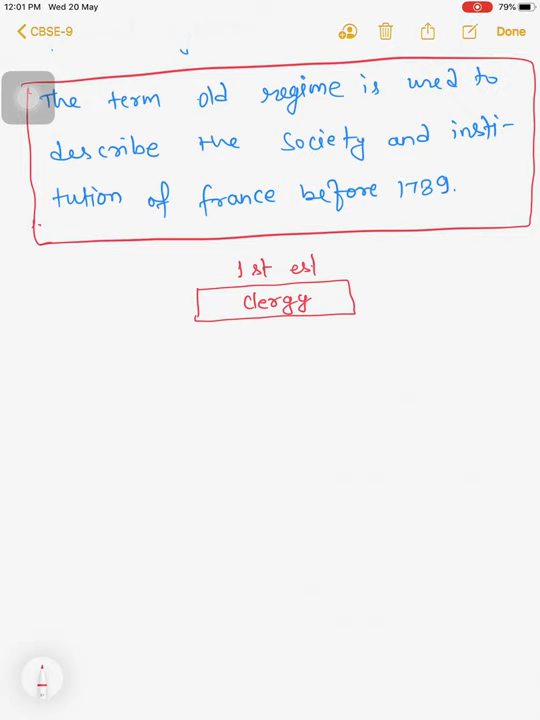 12:01 PM Wed 20 May
79%
CBSE-9
Done
The term old regime is used to
describe the society and insti-
tution of france before 1789.
1st est
Clergy